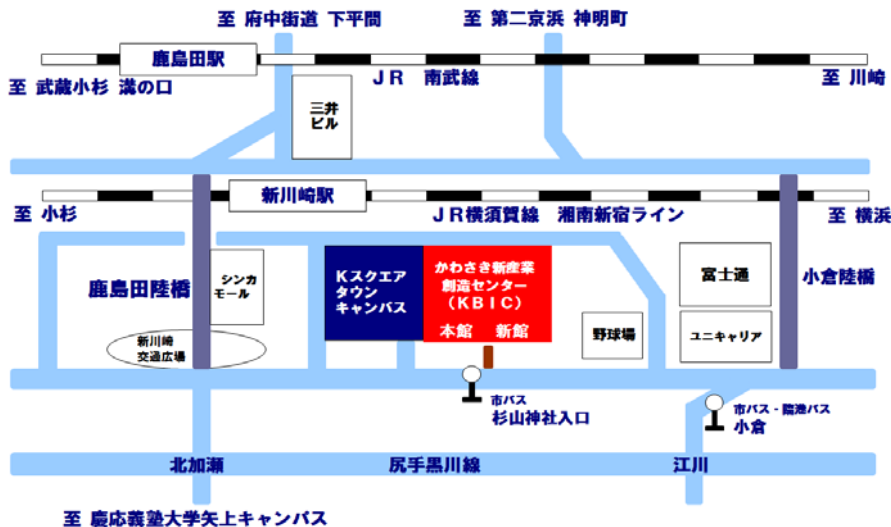 至 府中街道 下平間
至 第二京浜 神明町
鹿島田駅
至 武蔵小杉 溝の口
JR 南武線
至 川崎
三井
ビル
新川崎駅
至 小杉
JR横須賀線 湘南新宿ライン
至 横浜
鹿島田陸橋
シンカ
モール
Kスクエア
タウン
キャンパス
かわさき新産業
創造センター
(KBIC)
本館 新館
富士通
小倉陸橋
新川崎
交通広場
野球場
ユニキャリア
市バス
杉山神社入口
市バス・臨港バス
小倉
北加瀬
尻手黒川線
江川
至 慶応義塾大学矢上キャンパス